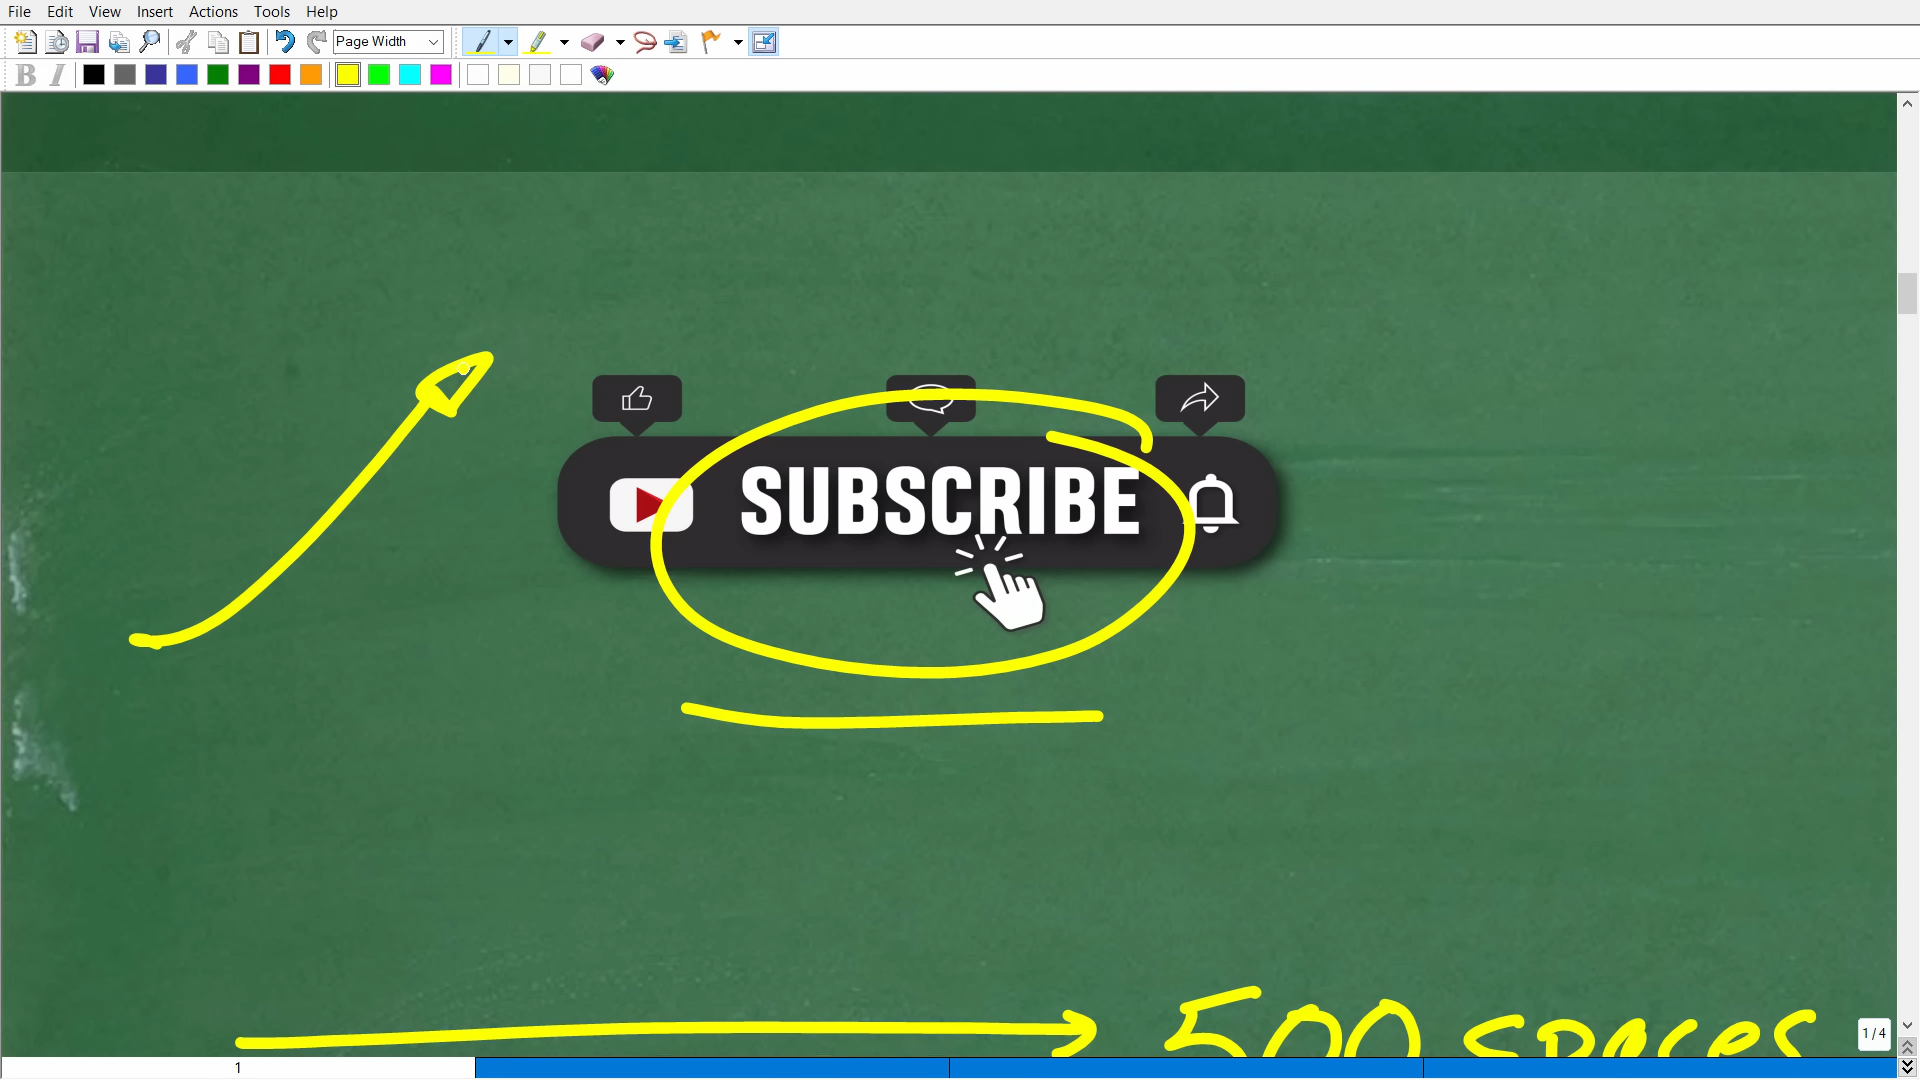 File Edit View Insert Actions Tools Help
Page Width
B I
SUBSCRIBE
500 spaces
1 / 4
1